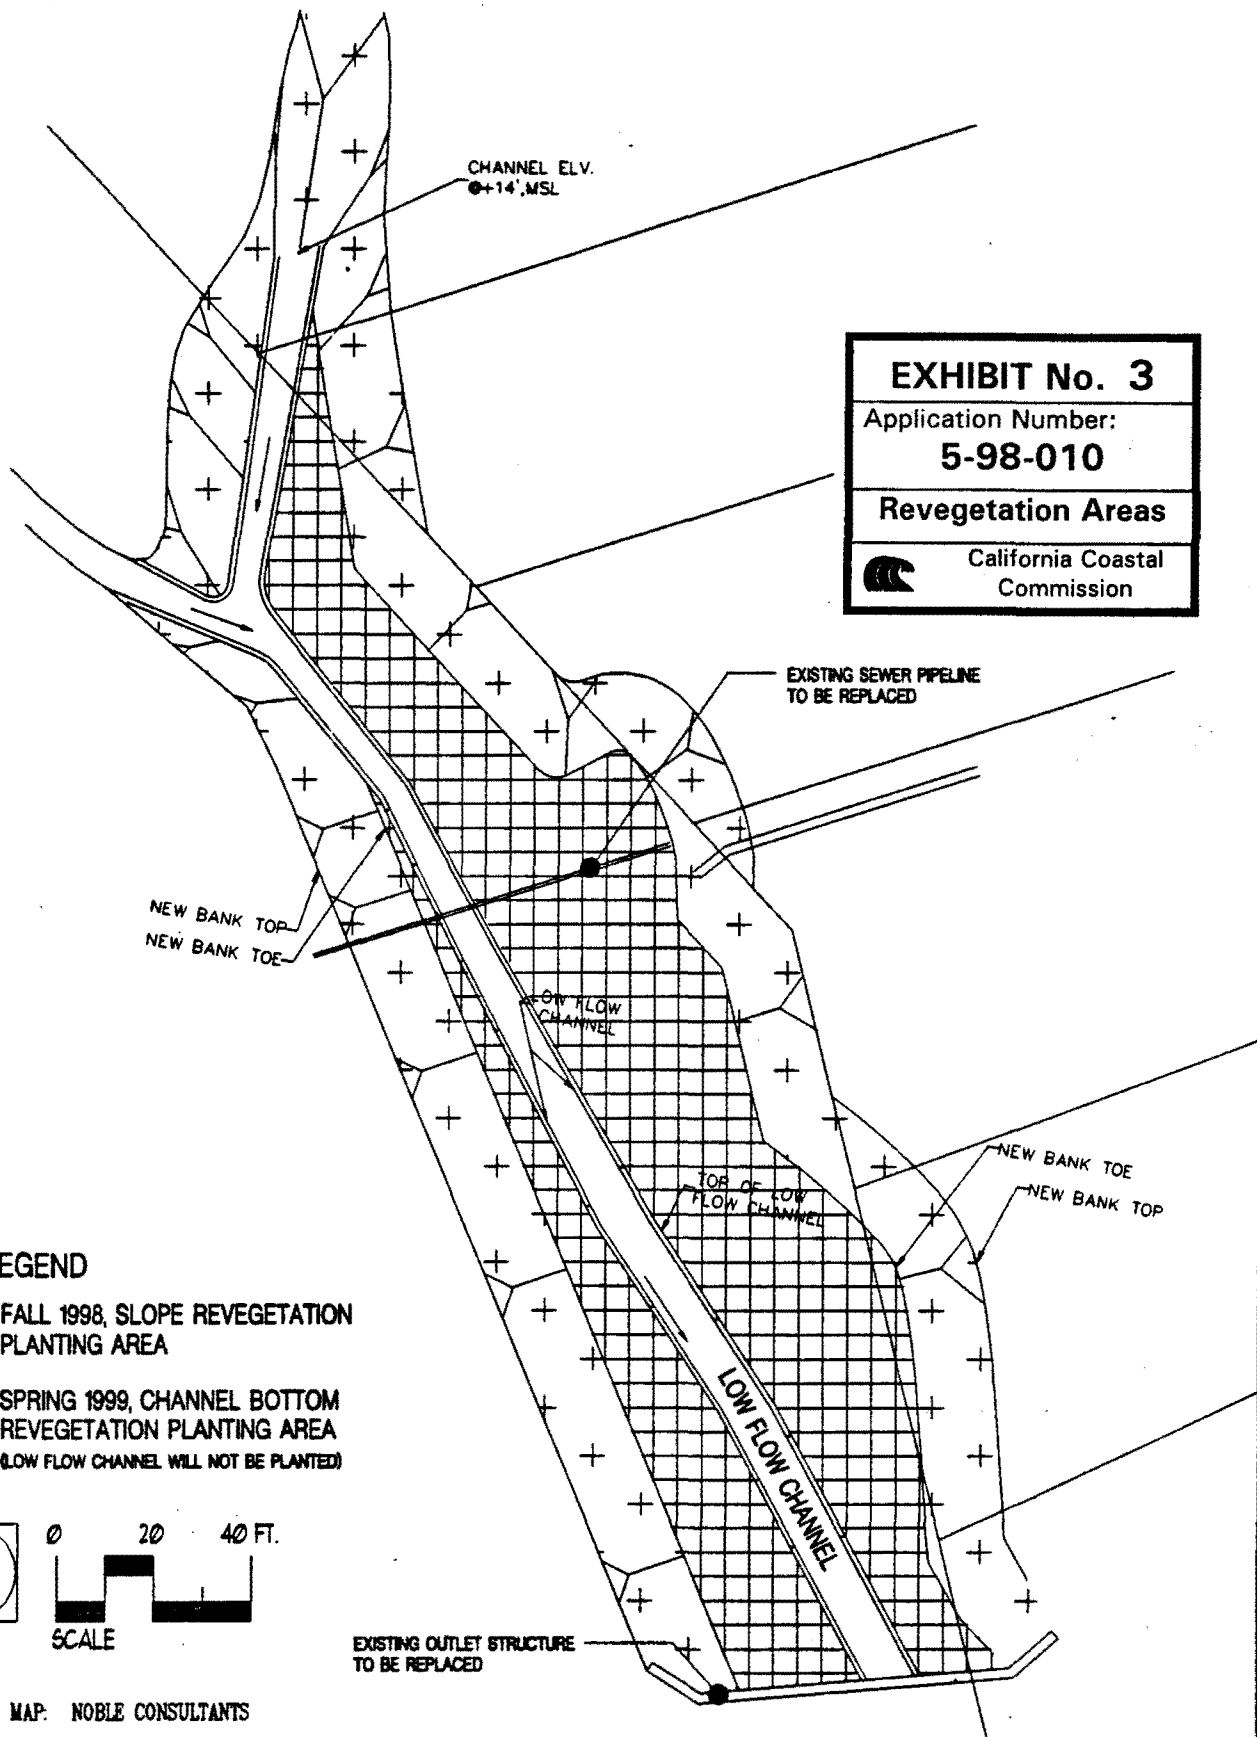 CHANNEL ELV.
@+14',MSL
EXHIBIT No. 3
Application Number:
5-98-010
Revegetation Areas
California Coastal
Commission
EXISTING SEWER PIPELINE
TO BE REPLACED
NEW BANK TOP
NEW BANK TOE
OW FLOW
CHANNEL
TOP OF LOW
FLOW CHANNEL
NEW BANK TOE
NEW BANK TOP
LOW FLOW CHANNEL
EGEND
FALL 1998, SLOPE REVEGETATION
PLANTING AREA
SPRING 1999, CHANNEL BOTTOM
REVEGETATION PLANTING AREA
(LOW FLOW CHANNEL WILL NOT BE PLANTED)
0 20 40 FT.
SCALE
EXISTING OUTLET STRUCTURE
TO BE REPLACED
MAP: NOBLE CONSULTANTS